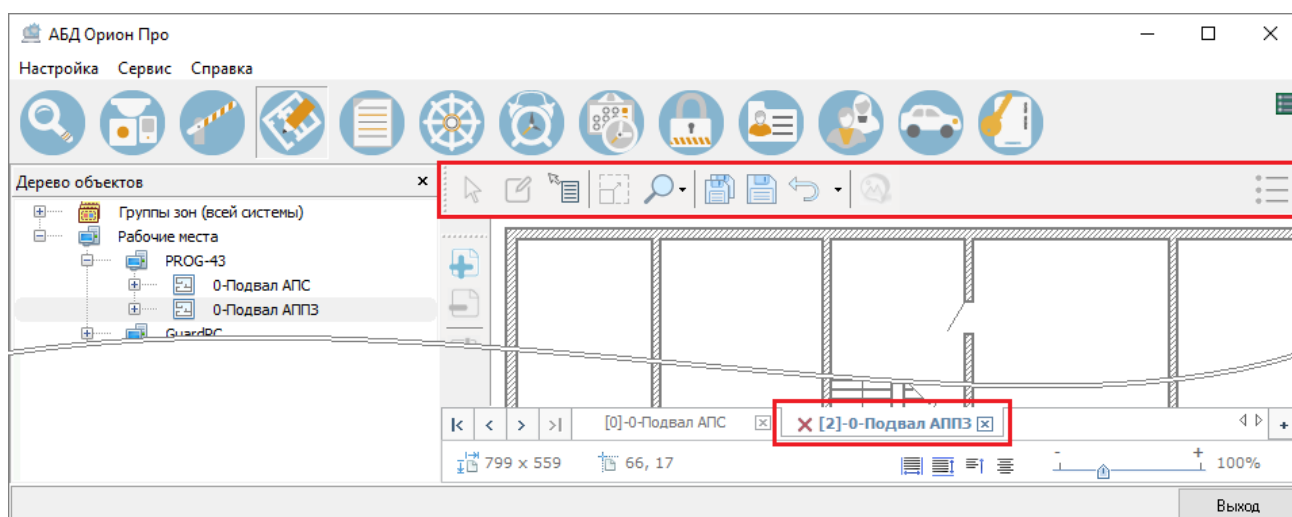 АБД Орион Про
Настройка Сервис Справка
Дерево объектов
Группы зон (всей системы)
Рабочие места
PROG-43
0-Подвал АПС
0-Подвал АППЗ
GuardPC
[0]-0-Подвал АПС
[2]-0-Подвал АППЗ
799 x 559 66, 17 - + 100%
Выход